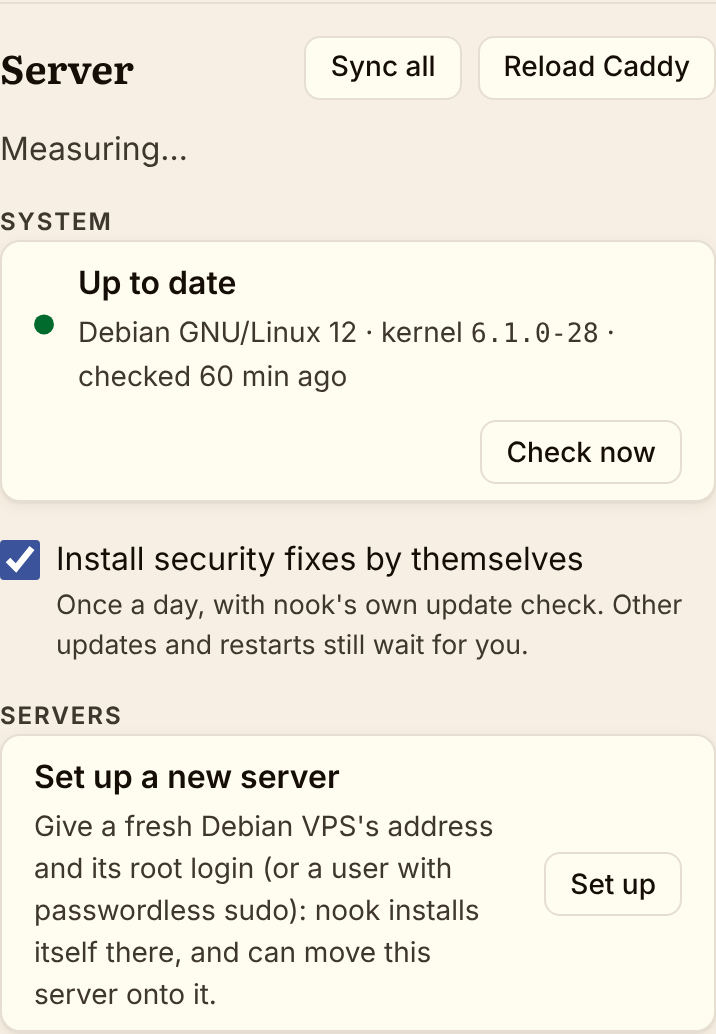 Server
Sync all
Reload Caddy
Measuring...
SYSTEM
Up to date
Debian GNU/Linux 12 · kernel 6.1.0-28 ·
checked 60 min ago
Check now
Install security fixes by themselves
Once a day, with nook's own update check. Other
updates and restarts still wait for you.
SERVERS
Set up a new server
Give a fresh Debian VPS's address
and its root login (or a user with
passwordless sudo): nook installs
itself there, and can move this
server onto it.
Set up